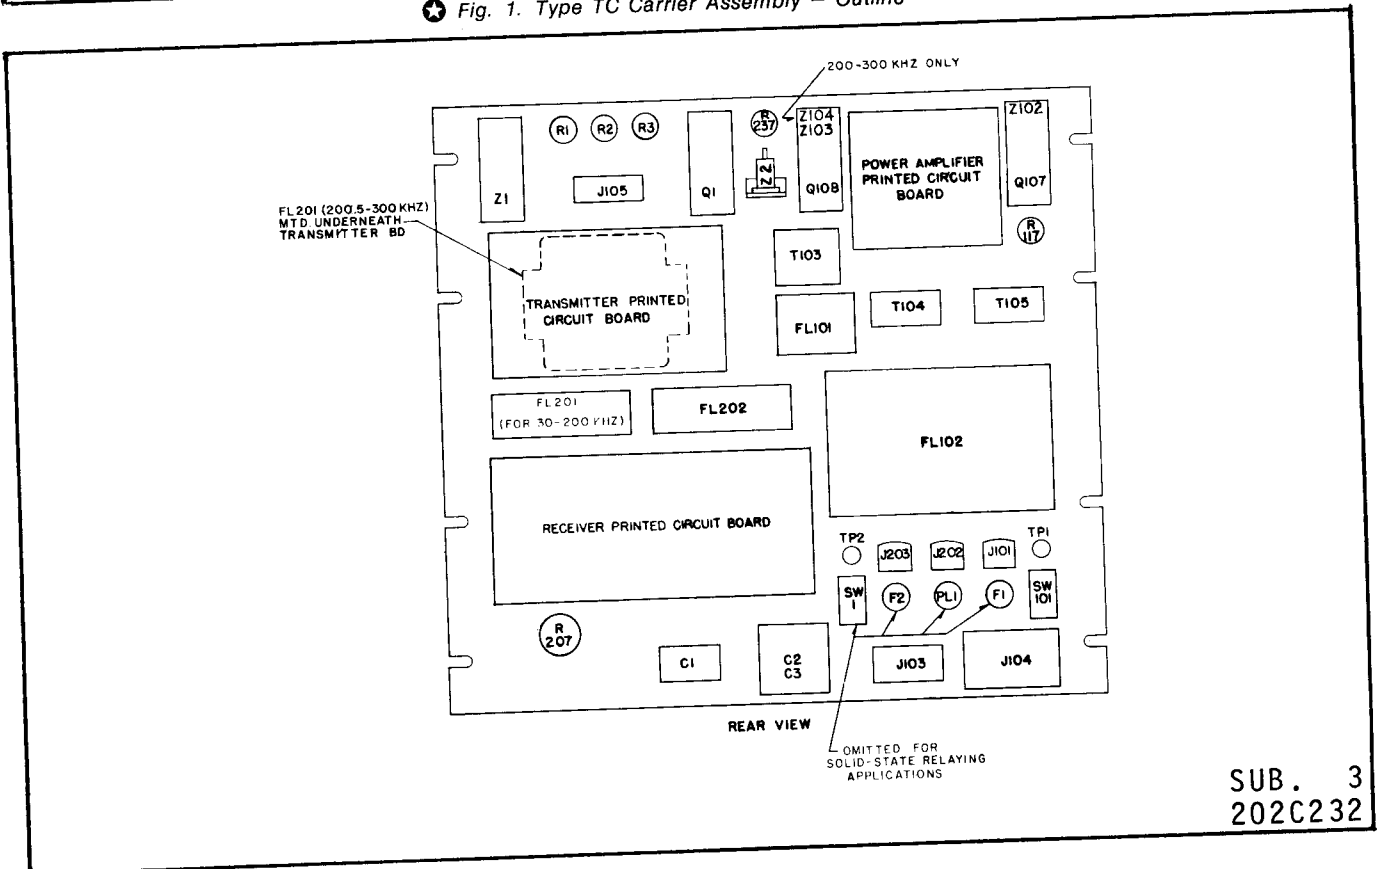 Fig. 1. Type TC Carrier Assembly – Outline
200-300 KHZ ONLY
Z1
R1
R2
R3
J105
Q1
R
237
Z2
Z104
Z103
Q108
POWER AMPLIFIER
PRINTED CIRCUIT
BOARD
Z102
Q107
R
117
FL201 (200.5-300 KHZ)
MTD. UNDERNEATH
TRANSMITTER BD
TRANSMITTER PRINTED
CIRCUIT BOARD
T103
FL101
T104
T105
FL201
(FOR 30-200 KHZ)
FL202
FL102
RECEIVER PRINTED CIRCUIT BOARD
TP2
J203
J202
J101
TP1
SW
1
F2
PL1
F1
SW
101
R
207
C1
C2
C3
J103
J104
REAR VIEW
OMITTED FOR
SOLID-STATE RELAYING
APPLICATIONS
SUB. 3
202C232